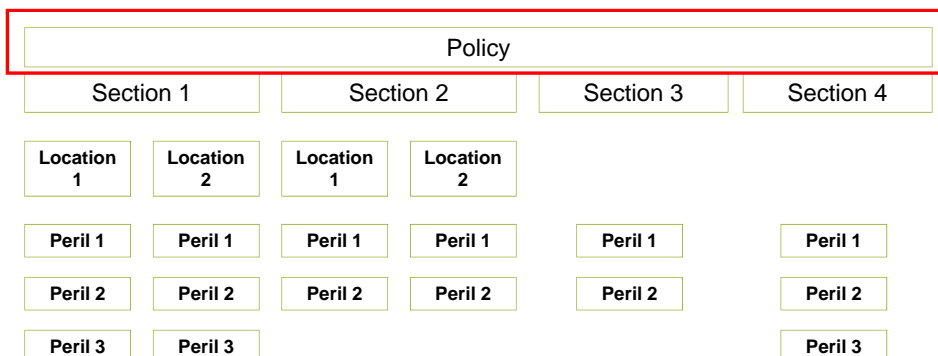 Policy
Section 1 Section 2 Section 3 Section 4
Location Location Location Location
1 2 1 2
Peril 1 Peril 1 Peril 1 Peril 1 Peril 1 Peril 1
Peril 2 Peril 2 Peril 2 Peril 2 Peril 2 Peril 2
Peril 3 Peril 3 Peril 3